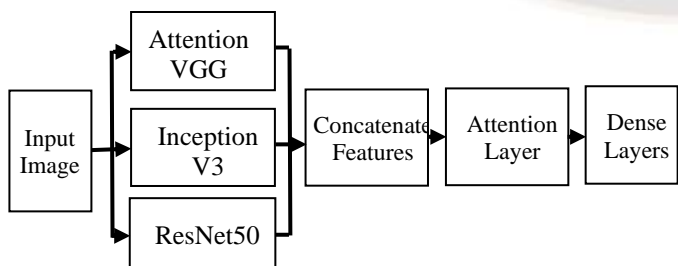 Input
Image
Attention
VGG
Inception
V3
ResNet50
Concatenate
Features
Attention
Layer
Dense
Layers